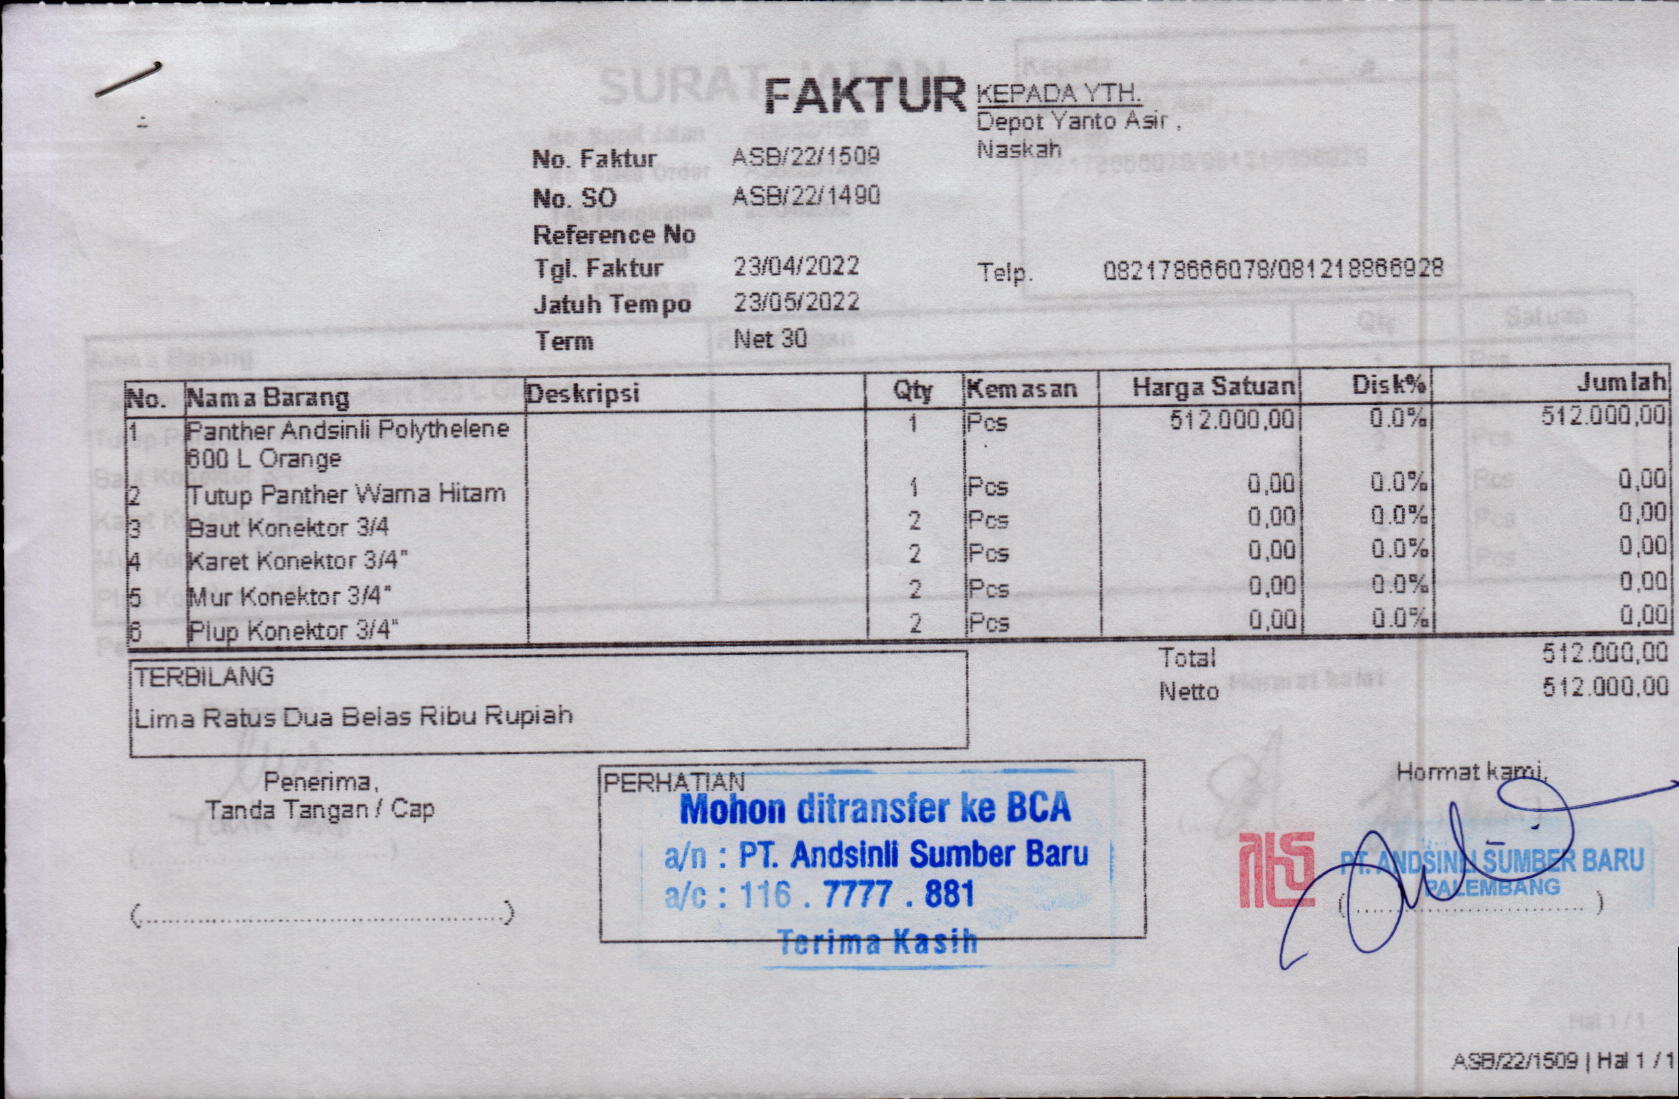 FAKTUR
KEPADA YTH.
Depot Yanto Asir ,
Naskah
No. Faktur ASB/22/1509
No. SO ASB/22/1490
Reference No
Tgl. Faktur 23/04/2022
Telp. 082178666078/081218866928
Jatuh Tempo 23/05/2022
Term Net 30
No. Nama Barang Deskripsi Qty Kemasan Harga Satuan Disk% Jumlah
1 Panther Andsinli Polythelene 1 Pcs 512.000,00 0.0% 512.000,00
600 L Orange
2 Tutup Panther Warna Hitam 1 Pcs 0,00 0.0% 0,00
3 Baut Konektor 3/4 2 Pcs 0,00 0.0% 0,00
4 Karet Konektor 3/4" 2 Pcs 0,00 0.0% 0,00
5 Mur Konektor 3/4" 2 Pcs 0,00 0.0% 0,00
6 Plup Konektor 3/4" 2 Pcs 0,00 0.0% 0,00
Total 512.000,00
Netto 512.000,00
TERBILANG
Lima Ratus Dua Belas Ribu Rupiah
Penerima,
Tanda Tangan / Cap
(..................................................)
PERHATIAN
Mohon ditransfer ke BCA
a/n : PT. Andsinli Sumber Baru
a/c : 116 . 7777 . 881
Terima Kasih
Hormat kami,
PT. ANDSINLI SUMBER BARU
PALEMBANG
(................................)
ASB/22/1509 | Hal 1 / 1